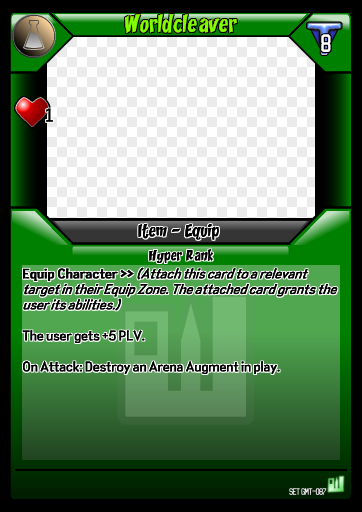 Worldcleaver
8
1
Item - Equip
Hyper Rank
Equip Character >> (Attach this card to a relevant
target in their Equip Zone. The attached card grants the
user its abilities.)
The user gets +5 PLV.
On Attack: Destroy an Arena Augment in play.
SET GMT-087